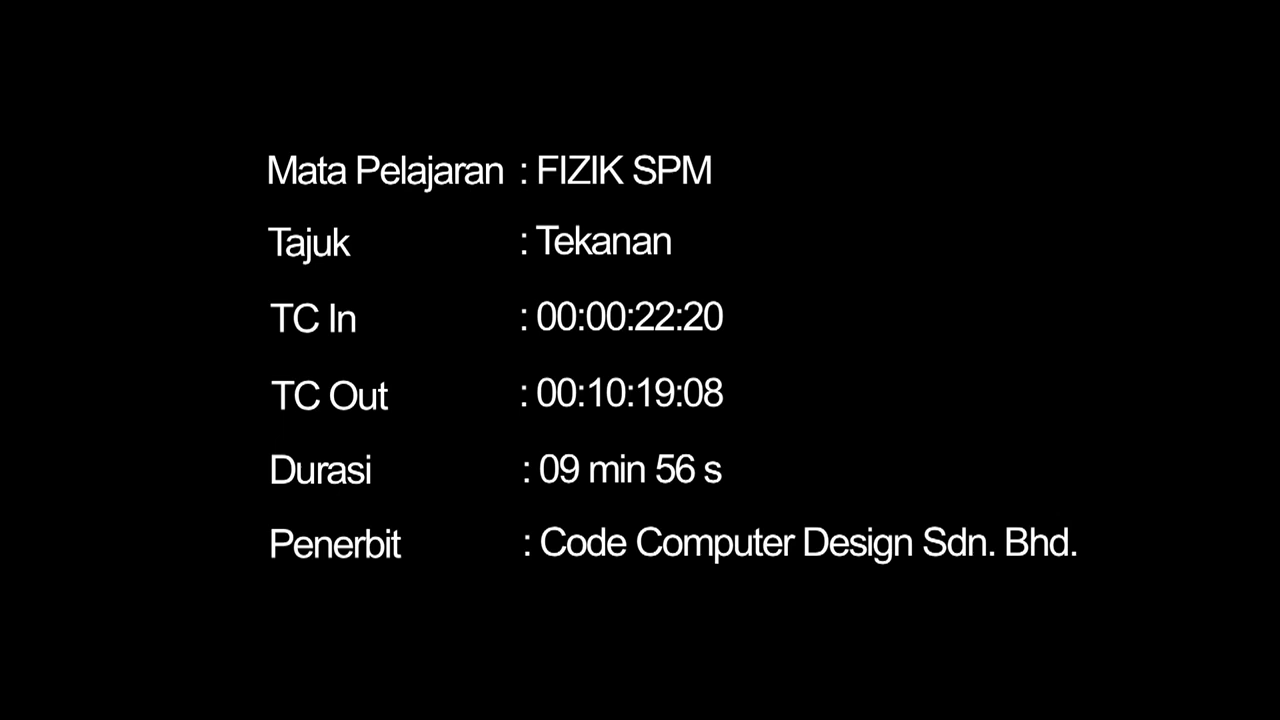 Mata Pelajaran : FIZIK SPM
Tajuk : Tekanan
TC In : 00:00:22:20
TC Out : 00:10:19:08
Durasi : 09 min 56 s
Penerbit : Code Computer Design Sdn. Bhd.